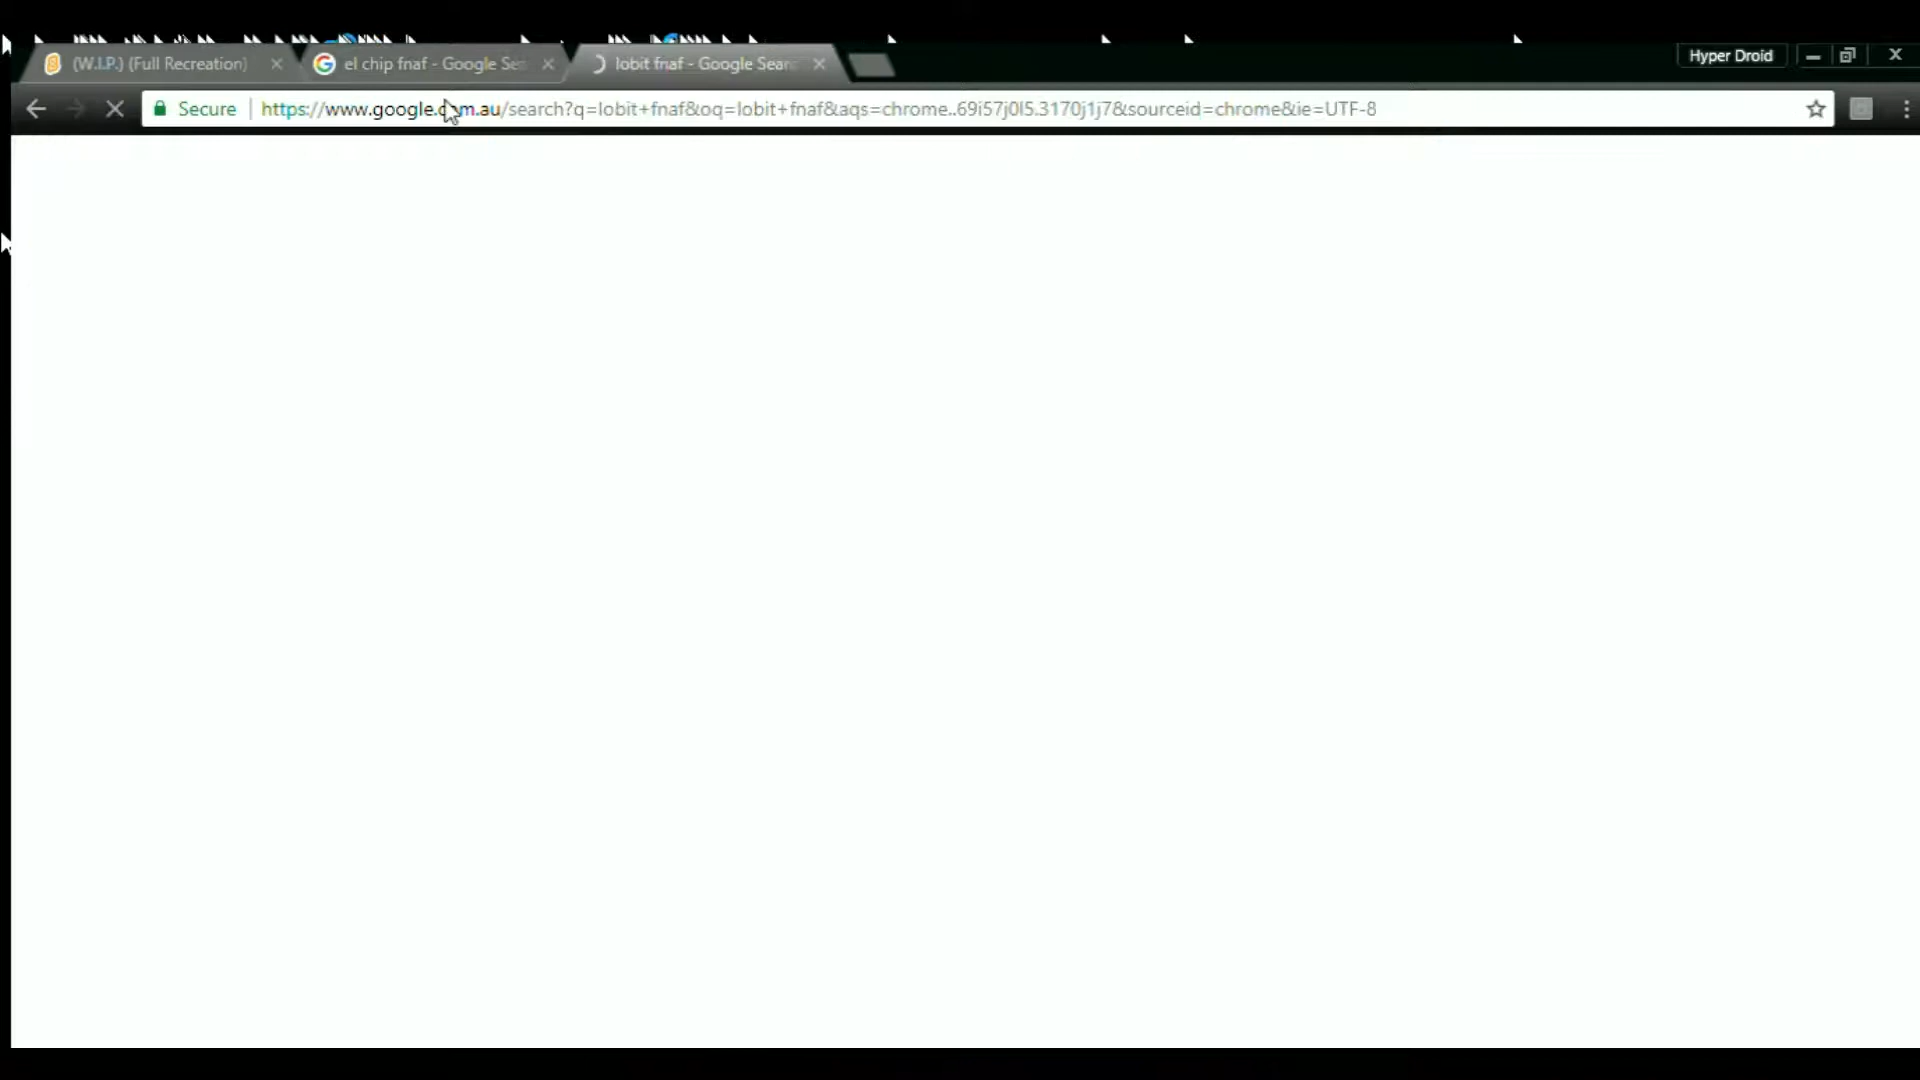 Hyper Droid
(W.I.P.) (Full Recreation)
el chip fnaf - Google Se
lobit fnaf - Google Sear
Secure
https://www.google.com.au/search?q=lobit+fnaf&oq=lobit+fnaf&aqs=chrome..69i57j0l5.3170j1j7&sourceid=chrome&ie=UTF-8